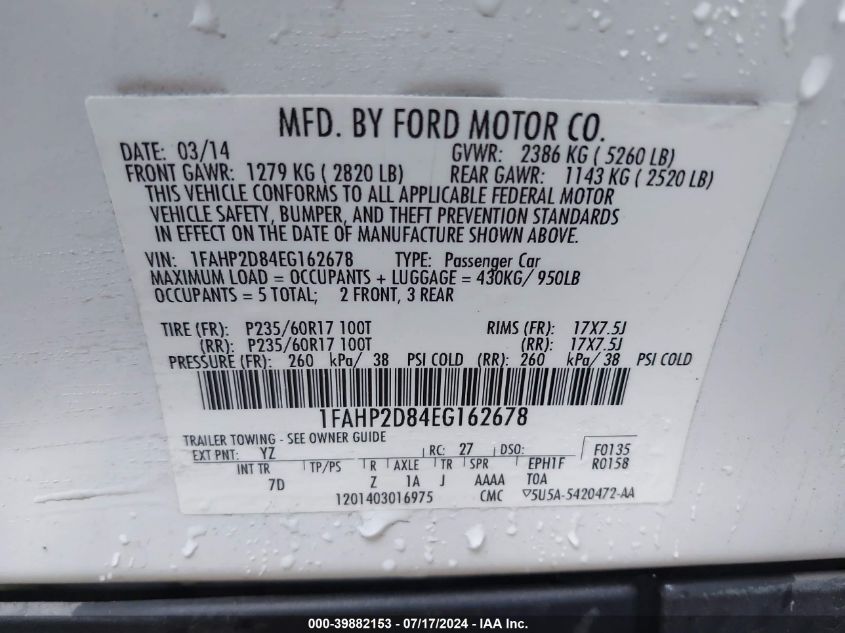 MFD. BY FORD MOTOR CO.
DATE: 03/14 GVWR: 2386 KG ( 5260 LB)
FRONT GAWR: 1279 KG ( 2820 LB) REAR GAWR: 1143 KG ( 2520 LB)
THIS VEHICLE CONFORMS TO ALL APPLICABLE FEDERAL MOTOR
VEHICLE SAFETY, BUMPER, AND THEFT PREVENTION STANDARDS
IN EFFECT ON THE DATE OF MANUFACTURE SHOWN ABOVE.
VIN: 1FAHP2D84EG162678 TYPE: Passenger Car
MAXIMUM LOAD = OCCUPANTS + LUGGAGE = 430KG/ 950LB
OCCUPANTS = 5 TOTAL; 2 FRONT, 3 REAR
TIRE (FR): P235/60R17 100T RIMS (FR): 17X7.5J
(RR): P235/60R17 100T (RR): 17X7.5J
PRESSURE (FR): 260 kPa/ 38 PSI COLD (RR): 260 kPa/ 38 PSI COLD
1FAHP2D84EG162678
TRAILER TOWING - SEE OWNER GUIDE
EXT PNT: YZ RC: 27 DSO: F0135
INT TR TP/PS R AXLE TR SPR EPH1F R0158
7D Z 1A J AAAA TOA
1201403016975 CMC ▽5U5A-5420472-AA
000-39882153 - 07/17/2024 - IAA Inc.